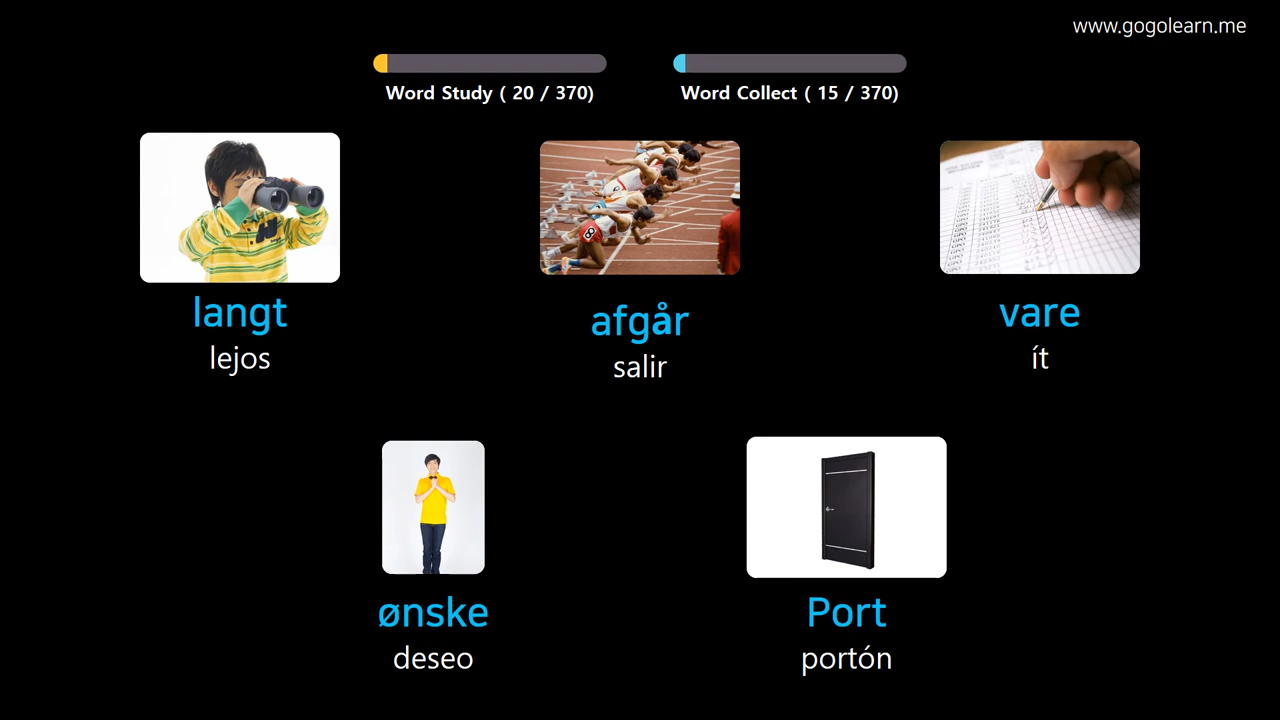 www.gogolearn.me
Word Study ( 20 / 370)
Word Collect ( 15 / 370)
langt
lejos
afgår
salir
vare
ít
ønske
deseo
Port
portón